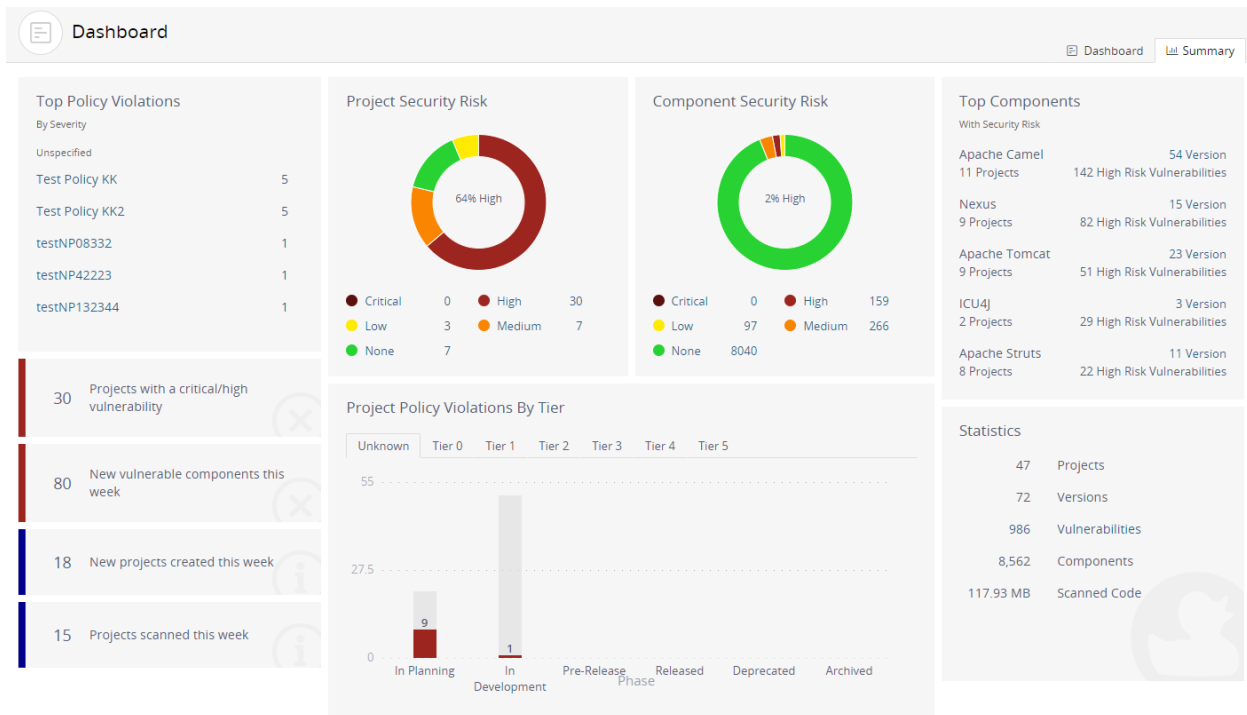 Dashboard
Dashboard
Summary
Top Policy Violations
By Severity
Unspecified
Test Policy KK 5
Test Policy KK2 5
testNP08332 1
testNP42223 1
testNP132344 1
30 Projects with a critical/high
vulnerability
80 New vulnerable components this
week
18 New projects created this week
15 Projects scanned this week
Project Security Risk
64% High
Critical 0 High 30
Low 3 Medium 7
None 7
Component Security Risk
2% High
Critical 0 High 159
Low 97 Medium 266
None 8040
Project Policy Violations By Tier
Unknown Tier 0 Tier 1 Tier 2 Tier 3 Tier 4 Tier 5
55
27.5
9
1
0
In Planning In Development Pre-Release Released Deprecated Archived
Phase
Top Components
With Security Risk
Apache Camel 54 Version
11 Projects 142 High Risk Vulnerabilities
Nexus 15 Version
9 Projects 82 High Risk Vulnerabilities
Apache Tomcat 23 Version
9 Projects 51 High Risk Vulnerabilities
ICU4J 3 Version
2 Projects 29 High Risk Vulnerabilities
Apache Struts 11 Version
8 Projects 22 High Risk Vulnerabilities
Statistics
47 Projects
72 Versions
986 Vulnerabilities
8,562 Components
117.93 MB Scanned Code